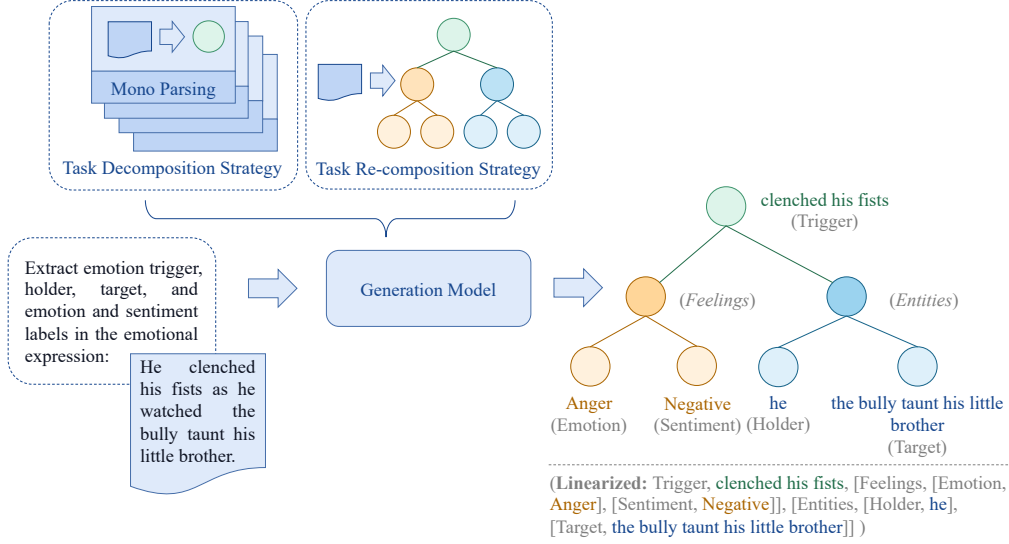 Mono Parsing
Task Decomposition Strategy
Task Re-composition Strategy
Extract emotion trigger,
holder, target, and
emotion and sentiment
labels in the emotional
expression:
He clenched
his fists as he
watched the
bully taunt his
little brother.
Generation Model
clenched his fists
(Trigger)
(Feelings)
(Entities)
Anger
(Emotion)
Negative
(Sentiment)
he
(Holder)
the bully taunt his little
brother
(Target)
(Linearized: Trigger, clenched his fists, [Feelings, [Emotion,
Anger], [Sentiment, Negative]], [Entities, [Holder, he],
[Target, the bully taunt his little brother]] )